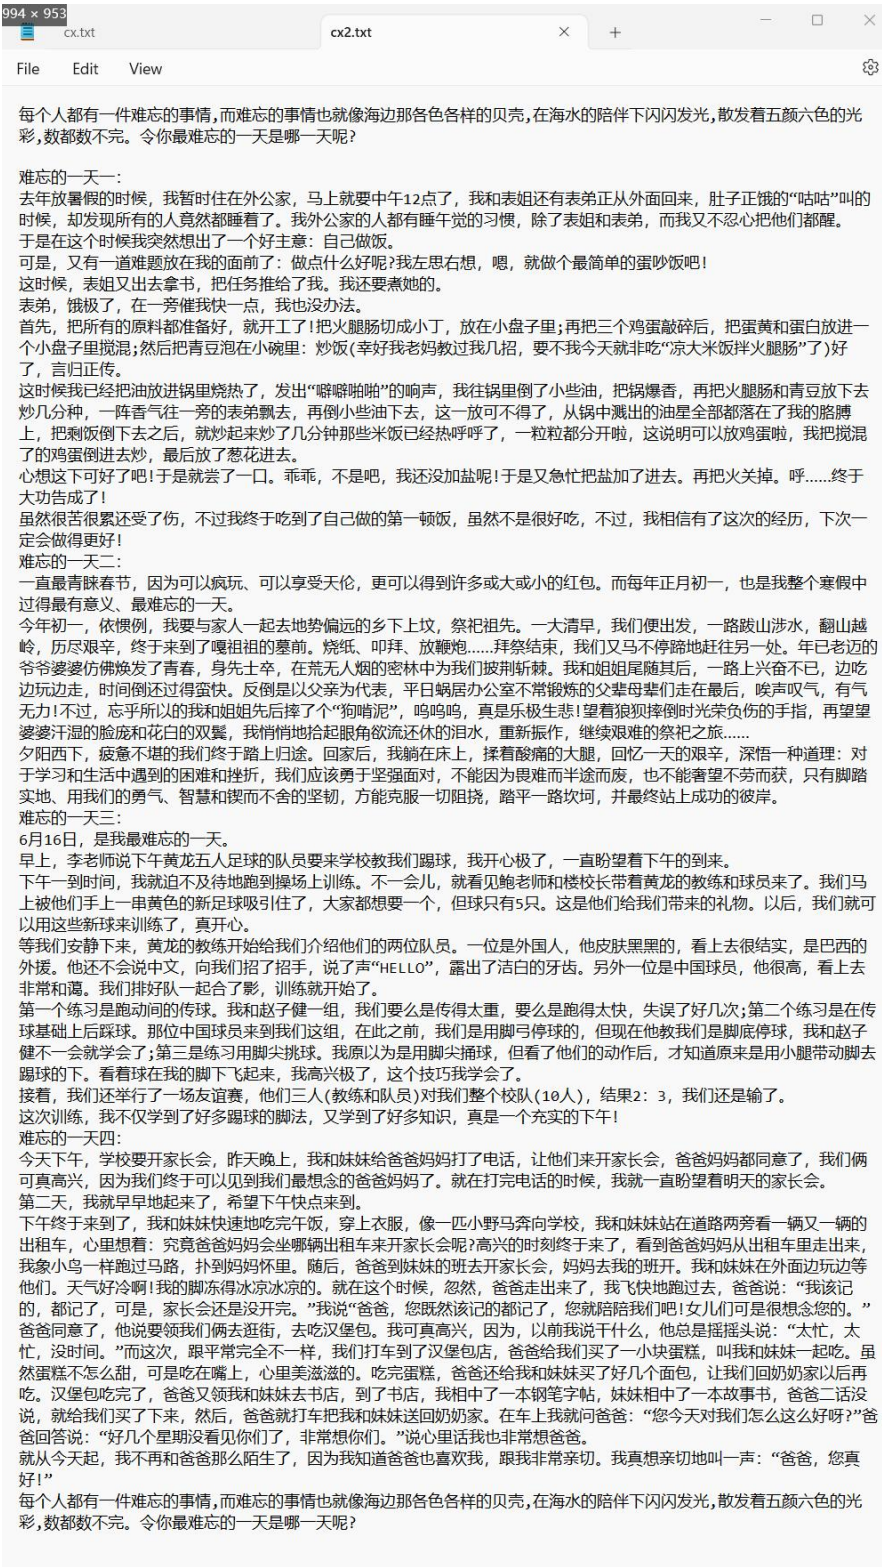 994 × 953
cx.txt
cx2.txt
File Edit View
每个人都有一件难忘的事情,而难忘的事情也就像海边那各色各样的贝壳,在海水的陪伴下闪闪发光,散发着五颜六色的光
彩,数都数不完。令你最难忘的一天是哪一天呢?
难忘的一天一：
去年放暑假的时候，我暂时住在外公家，马上就要中午12点了，我和表姐还有表弟正从外面回来，肚子正饿的“咕咕”叫的
时候，却发现所有的人竟然都睡着了。我外公家的人都有睡午觉的习惯，除了表姐和表弟，而我又不忍心把他们都醒。
于是在这个时候我突然想出了一个好主意：自己做饭。
可是，又有一道难题放在我的面前了：做点什么好呢?我左思右想，嗯，就做个最简单的蛋吵饭吧!
这时候，表姐又出去拿书，把任务推给了我。我还要煮她的。
表弟，饿极了，在一旁催我快一点，我也没办法。
首先，把所有的原料都准备好，就开工了!把火腿肠切成小丁，放在小盘子里;再把三个鸡蛋敲碎后，把蛋黄和蛋白放进一
个小盘子里搅混;然后把青豆泡在小碗里：炒饭(幸好我老妈教过我几招，要不我今天就非吃“凉大米饭拌火腿肠”了)好
了，言归正传。
这时候我已经把油放进锅里烧热了，发出“噼噼啪啪”的响声，我往锅里倒了小些油，把锅爆香，再把火腿肠和青豆放下去
炒几分种，一阵香气往一旁的表弟飘去，再倒小些油下去，这一放可不得了，从锅中溅出的油星全部都落在了我的胳膊
上，把剩饭倒下去之后，就炒起来炒了几分钟那些米饭已经热呼呼了，一粒粒都分开啦，这说明可以放鸡蛋啦，我把搅混
了的鸡蛋倒进去炒，最后放了葱花进去。
心想这下可好了吧!于是就尝了一口。乖乖，不是吧，我还没加盐呢!于是又急忙把盐加了进去。再把火关掉。呼……终于
大功告成了!
虽然很苦很累还受了伤，不过我终于吃到了自己做的第一顿饭，虽然不是很好吃，不过，我相信有了这次的经历，下次一
定会做得更好!
难忘的一天二：
一直最青睐春节，因为可以疯玩、可以享受天伦，更可以得到许多或大或小的红包。而每年正月初一，也是我整个寒假中
过得最有意义、最难忘的一天。
今年初一，依惯例，我要与家人一起去地势偏远的乡下上坟，祭祀祖先。一大清早，我们便出发，一路跋山涉水，翻山越
岭，历尽艰辛，终于来到了嘎祖祖的墓前。烧纸、叩拜、放鞭炮……拜祭结束，我们又马不停蹄地赶往另一处。年已老迈的
爷爷婆婆仿佛焕发了青春，身先士卒，在荒无人烟的密林中为我们披荆斩棘。我和姐姐尾随其后，一路上兴奋不已，边吃
边玩边走，时间倒还过得蛮快。反倒是以父亲为代表，平日蜗居办公室不常锻炼的父辈母辈们走在最后，唉声叹气，有气
无力!不过，忘乎所以的我和姐姐先后摔了个“狗啃泥”，呜呜呜，真是乐极生悲!望着狼狈摔倒时光荣负伤的手指，再望望
婆婆汗湿的脸庞和花白的双鬓，我悄悄地拾起眼角欲流还休的泪水，重新振作，继续艰难的祭祀之旅……
夕阳西下，疲惫不堪的我们终于踏上归途。回家后，我躺在床上，揉着酸痛的大腿，回忆一天的艰辛，深悟一种道理：对
于学习和生活中遇到的困难和挫折，我们应该勇于坚强面对，不能因为畏难而半途而废，也不能奢望不劳而获，只有脚踏
实地、用我们的勇气、智慧和锲而不舍的坚韧，方能克服一切阻挠，踏平一路坎坷，并最终站上成功的彼岸。
难忘的一天三：
6月16日，是我最难忘的一天。
早上，李老师说下午黄龙五人足球的队员要来学校教我们踢球，我开心极了，一直盼望着下午的到来。
下午一到时间，我就迫不及待地跑到操场上训练。不一会儿，就看见鲍老师和楼校长带着黄龙的教练和球员来了。我们马
上被他们手上一串黄色的新足球吸引住了，大家都想要一个，但球只有5只。这是他们给我们带来的礼物。以后，我们就可
以用这些新球来训练了，真开心。
等我们安静下来，黄龙的教练开始给我们介绍他们的两位队员。一位是外国人，他皮肤黑黑的，看上去很结实，是巴西的
外援。他还不会说中文，向我们招了招手，说了声“HELLO”，露出了洁白的牙齿。另外一位是中国球员，他很高，看上去
非常和蔼。我们排好队一起合了影，训练就开始了。
第一个练习是跑动间的传球。我和赵子健一组，我们要么是传得太重，要么是跑得太快，失误了好几次;第二个练习是在传
球基础上后踩球。那位中国球员来到我们这组，在此之前，我们是用脚弓停球的，但现在他教我们是脚底停球，我和赵子
健不一会就学会了;第三是练习用脚尖挑球。我原以为是用脚尖捅球，但看了他们的动作后，才知道原来是用小腿带动脚去
踢球的下。看着球在我的脚下飞起来，我高兴极了，这个技巧我学会了。
接着，我们还举行了一场友谊赛，他们三人(教练和队员)对我们整个校队(10人)，结果2：3，我们还是输了。
这次训练，我不仅学到了好多踢球的脚法，又学到了好多知识，真是一个充实的下午!
难忘的一天四：
今天下午，学校要开家长会，昨天晚上，我和妹妹给爸爸妈妈打了电话，让他们来开家长会，爸爸妈妈都同意了，我们俩
可真高兴，因为我们终于可以见到我们最想念的爸爸妈妈了。就在打完电话的时候，我就一直盼望着明天的家长会。
第二天，我就早早地起来了，希望下午快点来到。
下午终于来到了，我和妹妹快速地吃完午饭，穿上衣服，像一匹小野马奔向学校，我和妹妹站在道路两旁看一辆又一辆的
出租车，心里想着：究竟爸爸妈妈会坐哪辆出租车来开家长会呢?高兴的时刻终于来了，看到爸爸妈妈从出租车里走出来，
我象小鸟一样跑过马路，扑到妈妈怀里。随后，爸爸到妹妹的班去开家长会，妈妈去我的班开。我和妹妹在外面边玩边等
他们。天气好冷啊!我的脚冻得冰凉冰凉的。就在这个时候，忽然，爸爸走出来了，我飞快地跑过去，爸爸说：“我该记
的，都记了，可是，家长会还是没开完。”我说“爸爸，您既然该记的都记了，您就陪陪我们吧!女儿们可是很想念您的。”
爸爸同意了，他说要领我们俩去逛街，去吃汉堡包。我可真高兴，因为，以前我说干什么，他总是摇摇头说：“太忙，太
忙，没时间。”而这次，跟平常完全不一样，我们打车到了汉堡包店，爸爸给我们买了一小块蛋糕，叫我和妹妹一起吃。虽
然蛋糕不怎么甜，可是吃在嘴上，心里美滋滋的。吃完蛋糕，爸爸还给我和妹妹买了好几个面包，让我们回奶奶家以后再
吃。汉堡包吃完了，爸爸又领我和妹妹去书店，到了书店，我相中了一本钢笔字帖，妹妹相中了一本故事书，爸爸二话没
说，就给我们买了下来，然后，爸爸就打车把我和妹妹送回奶奶家。在车上我就问爸爸：“您今天对我们怎么这么好呀?”爸
爸回答说：“好几个星期没看见你们了，非常想你们。”说心里话我也非常想爸爸。
就从今天起，我不再和爸爸那么陌生了，因为我知道爸爸也喜欢我，跟我非常亲切。我真想亲切地叫一声：“爸爸，您真
好!”
每个人都有一件难忘的事情,而难忘的事情也就像海边那各色各样的贝壳,在海水的陪伴下闪闪发光,散发着五颜六色的光
彩,数都数不完。令你最难忘的一天是哪一天呢?